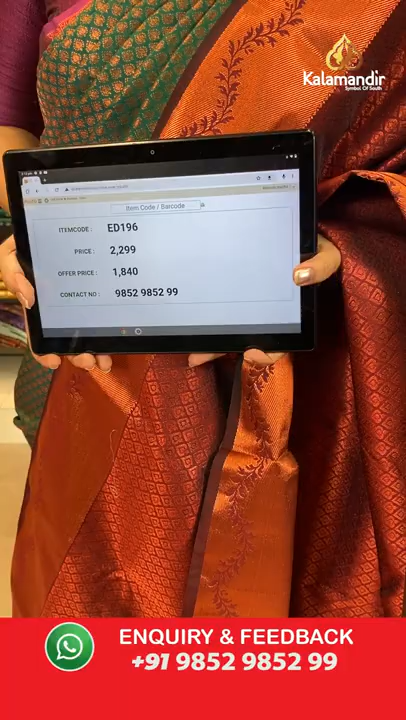 Kalamandir
Symbol Of South
Item Code / Barcode
ITEMCODE : ED196
PRICE : 2,299
OFFER PRICE : 1,840
CONTACT NO : 9852 9852 99
ENQUIRY & FEEDBACK
+91 9852 9852 99